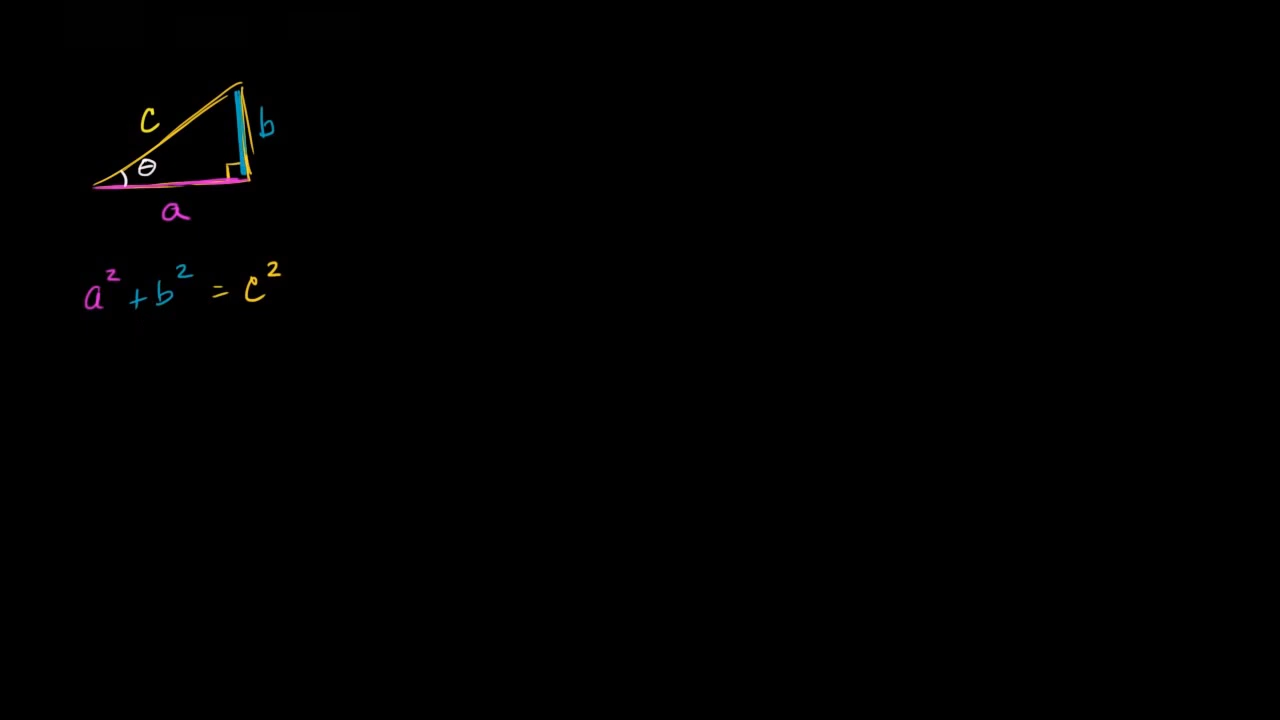 c
b
θ
a
a² + b² = c²